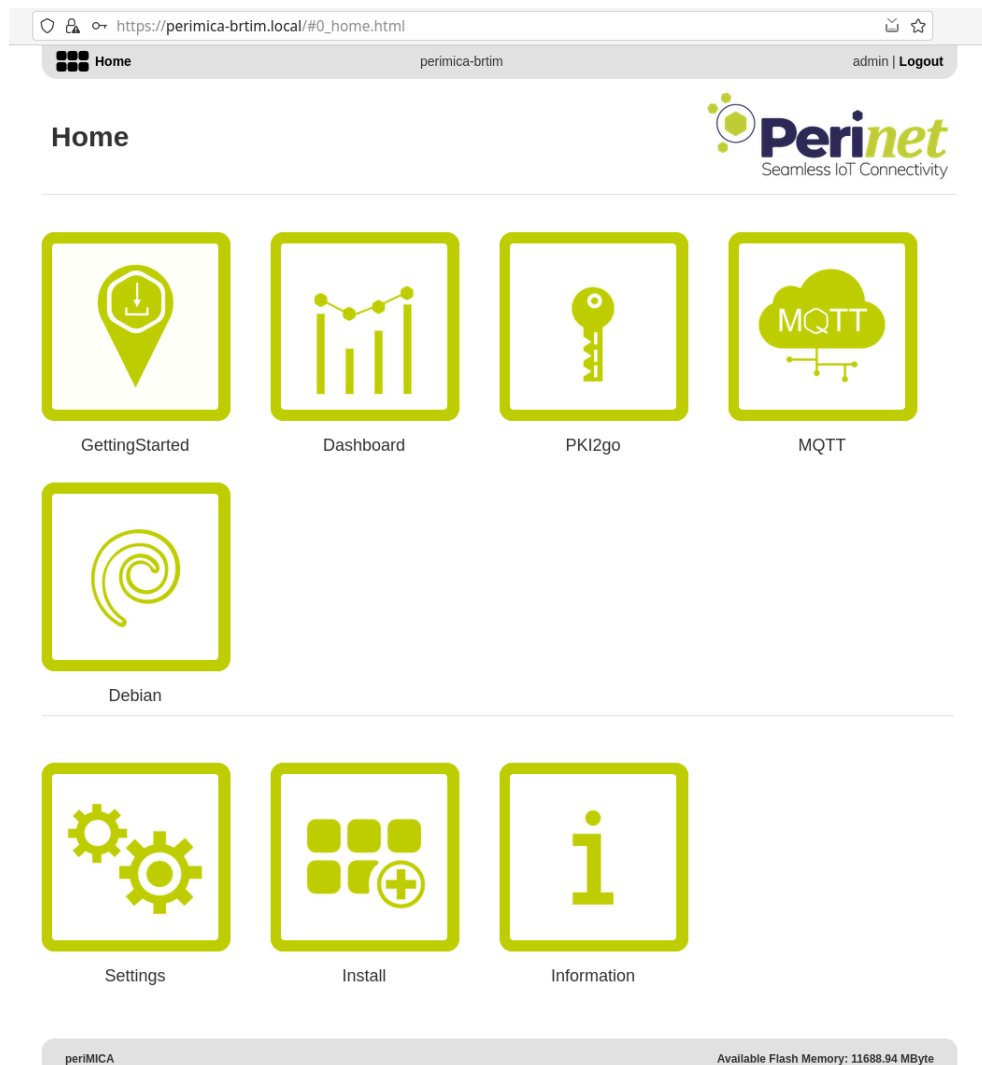 https://perimica-brtim.local/#0_home.html
Home perimica-brtim admin | Logout
Home
Perinet
Seamless IoT Connectivity
MQTT
GettingStarted Dashboard PKI2go MQTT
Debian
Settings Install Information
periMICA Available Flash Memory: 11688.94 MByte